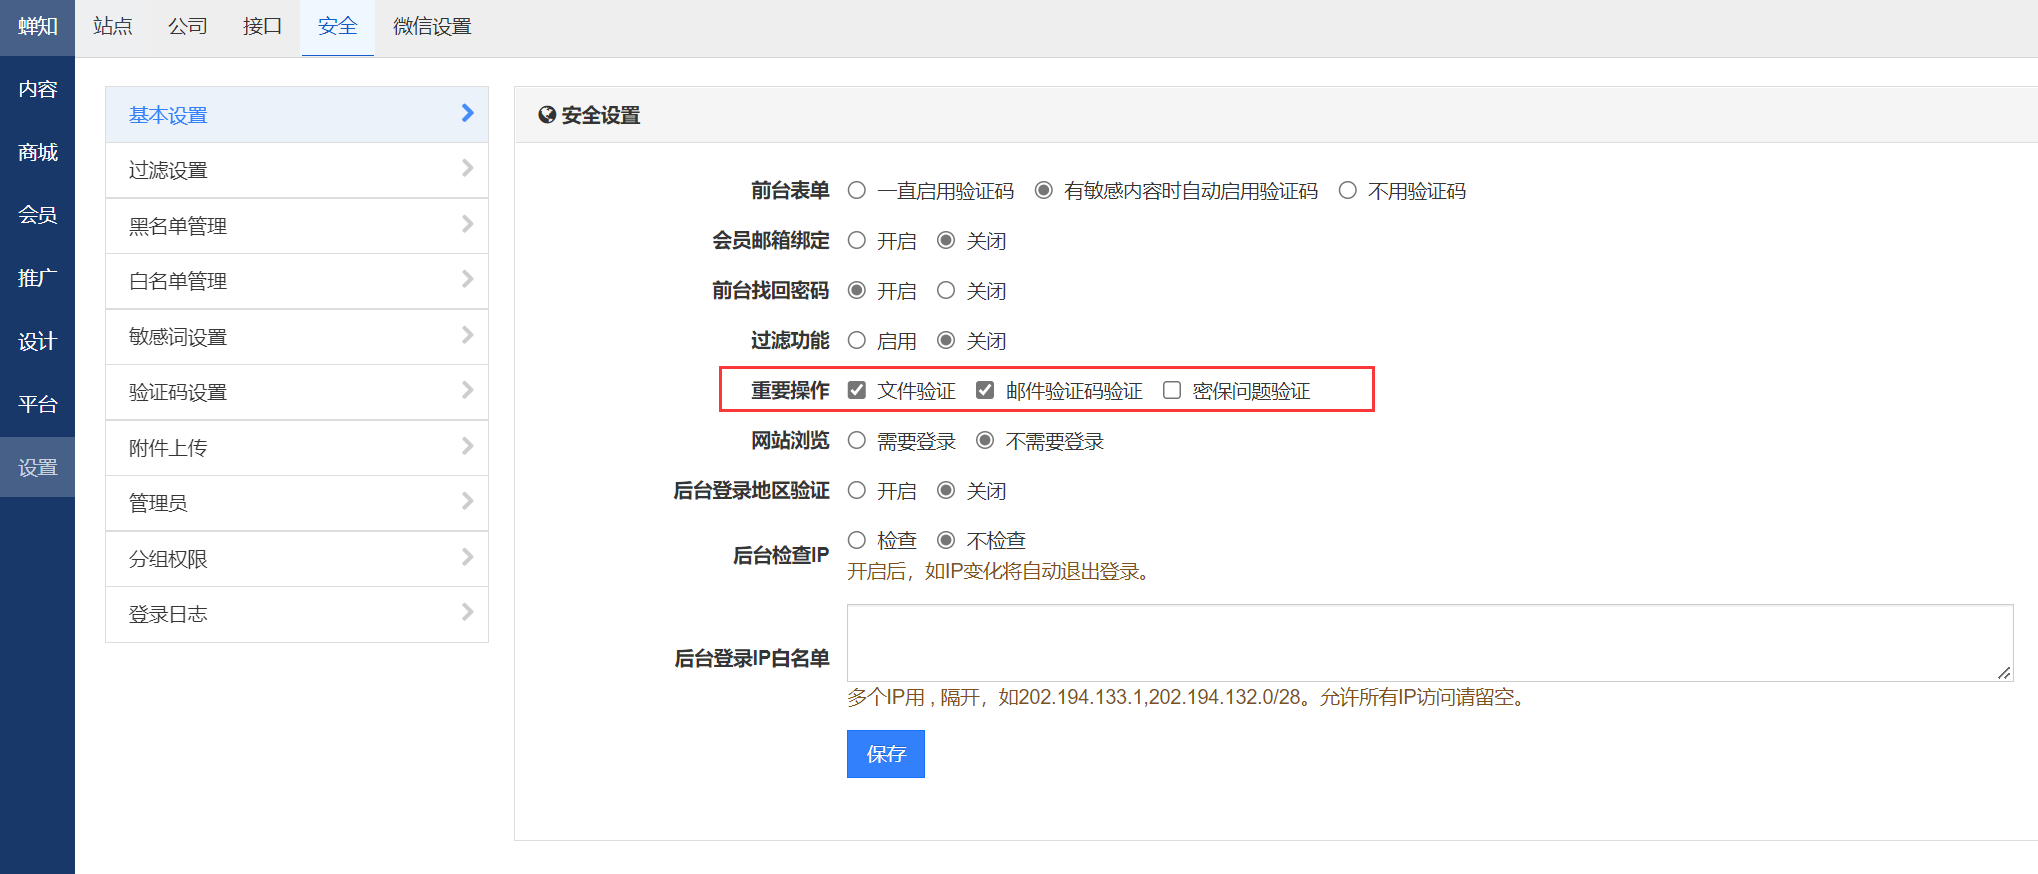 蝉知 站点 公司 接口 安全 微信设置
内容
商城
会员
推广
设计
平台
设置
基本设置
过滤设置
黑名单管理
白名单管理
敏感词设置
验证码设置
附件上传
管理员
分组权限
登录日志
安全设置
前台表单 一直启用验证码 有敏感内容时自动启用验证码 不用验证码
会员邮箱绑定 开启 关闭
前台找回密码 开启 关闭
过滤功能 启用 关闭
重要操作 文件验证 邮件验证码验证 密保问题验证
网站浏览 需要登录 不需要登录
后台登录地区验证 开启 关闭
后台检查IP 检查 不检查
开启后，如IP变化将自动退出登录。
后台登录IP白名单
多个IP用 , 隔开，如202.194.133.1,202.194.132.0/28。允许所有IP访问请留空。
保存